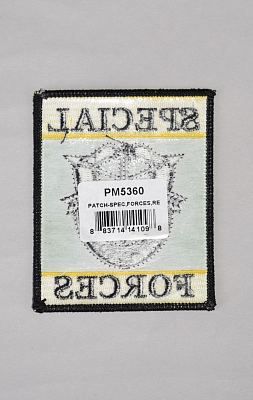 SPECIAL
PM5360
PATCH-SPEC,FORCES,RE
8 83714 14109 8
FORCES